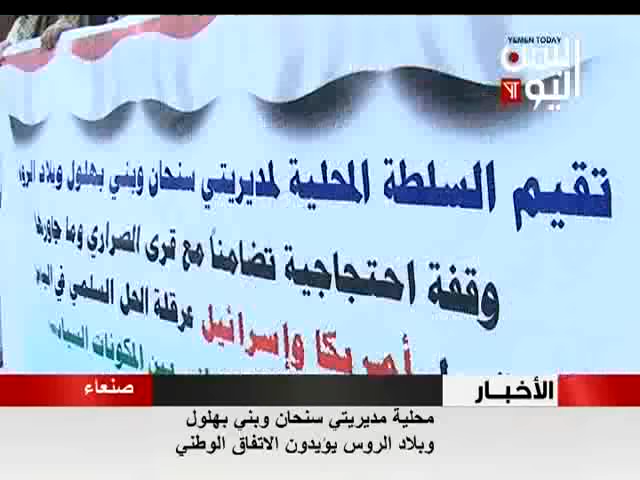 YEMEN TODAY
اليمن
اليوم
تقيم السلطة المحلية لمديريتي سنحان وبني بهلول وبلاد
وقفة احتجاجية تضامناً مع قرى الصراري وما جاورها
أمريكا وإسرائيل عرقلة الحل السلمي في
بين المكونات
صنعاء
الأخبار
محلية مديريتي سنحان وبني بهلول
وبلاد الروس يؤيدون الاتفاق الوطني